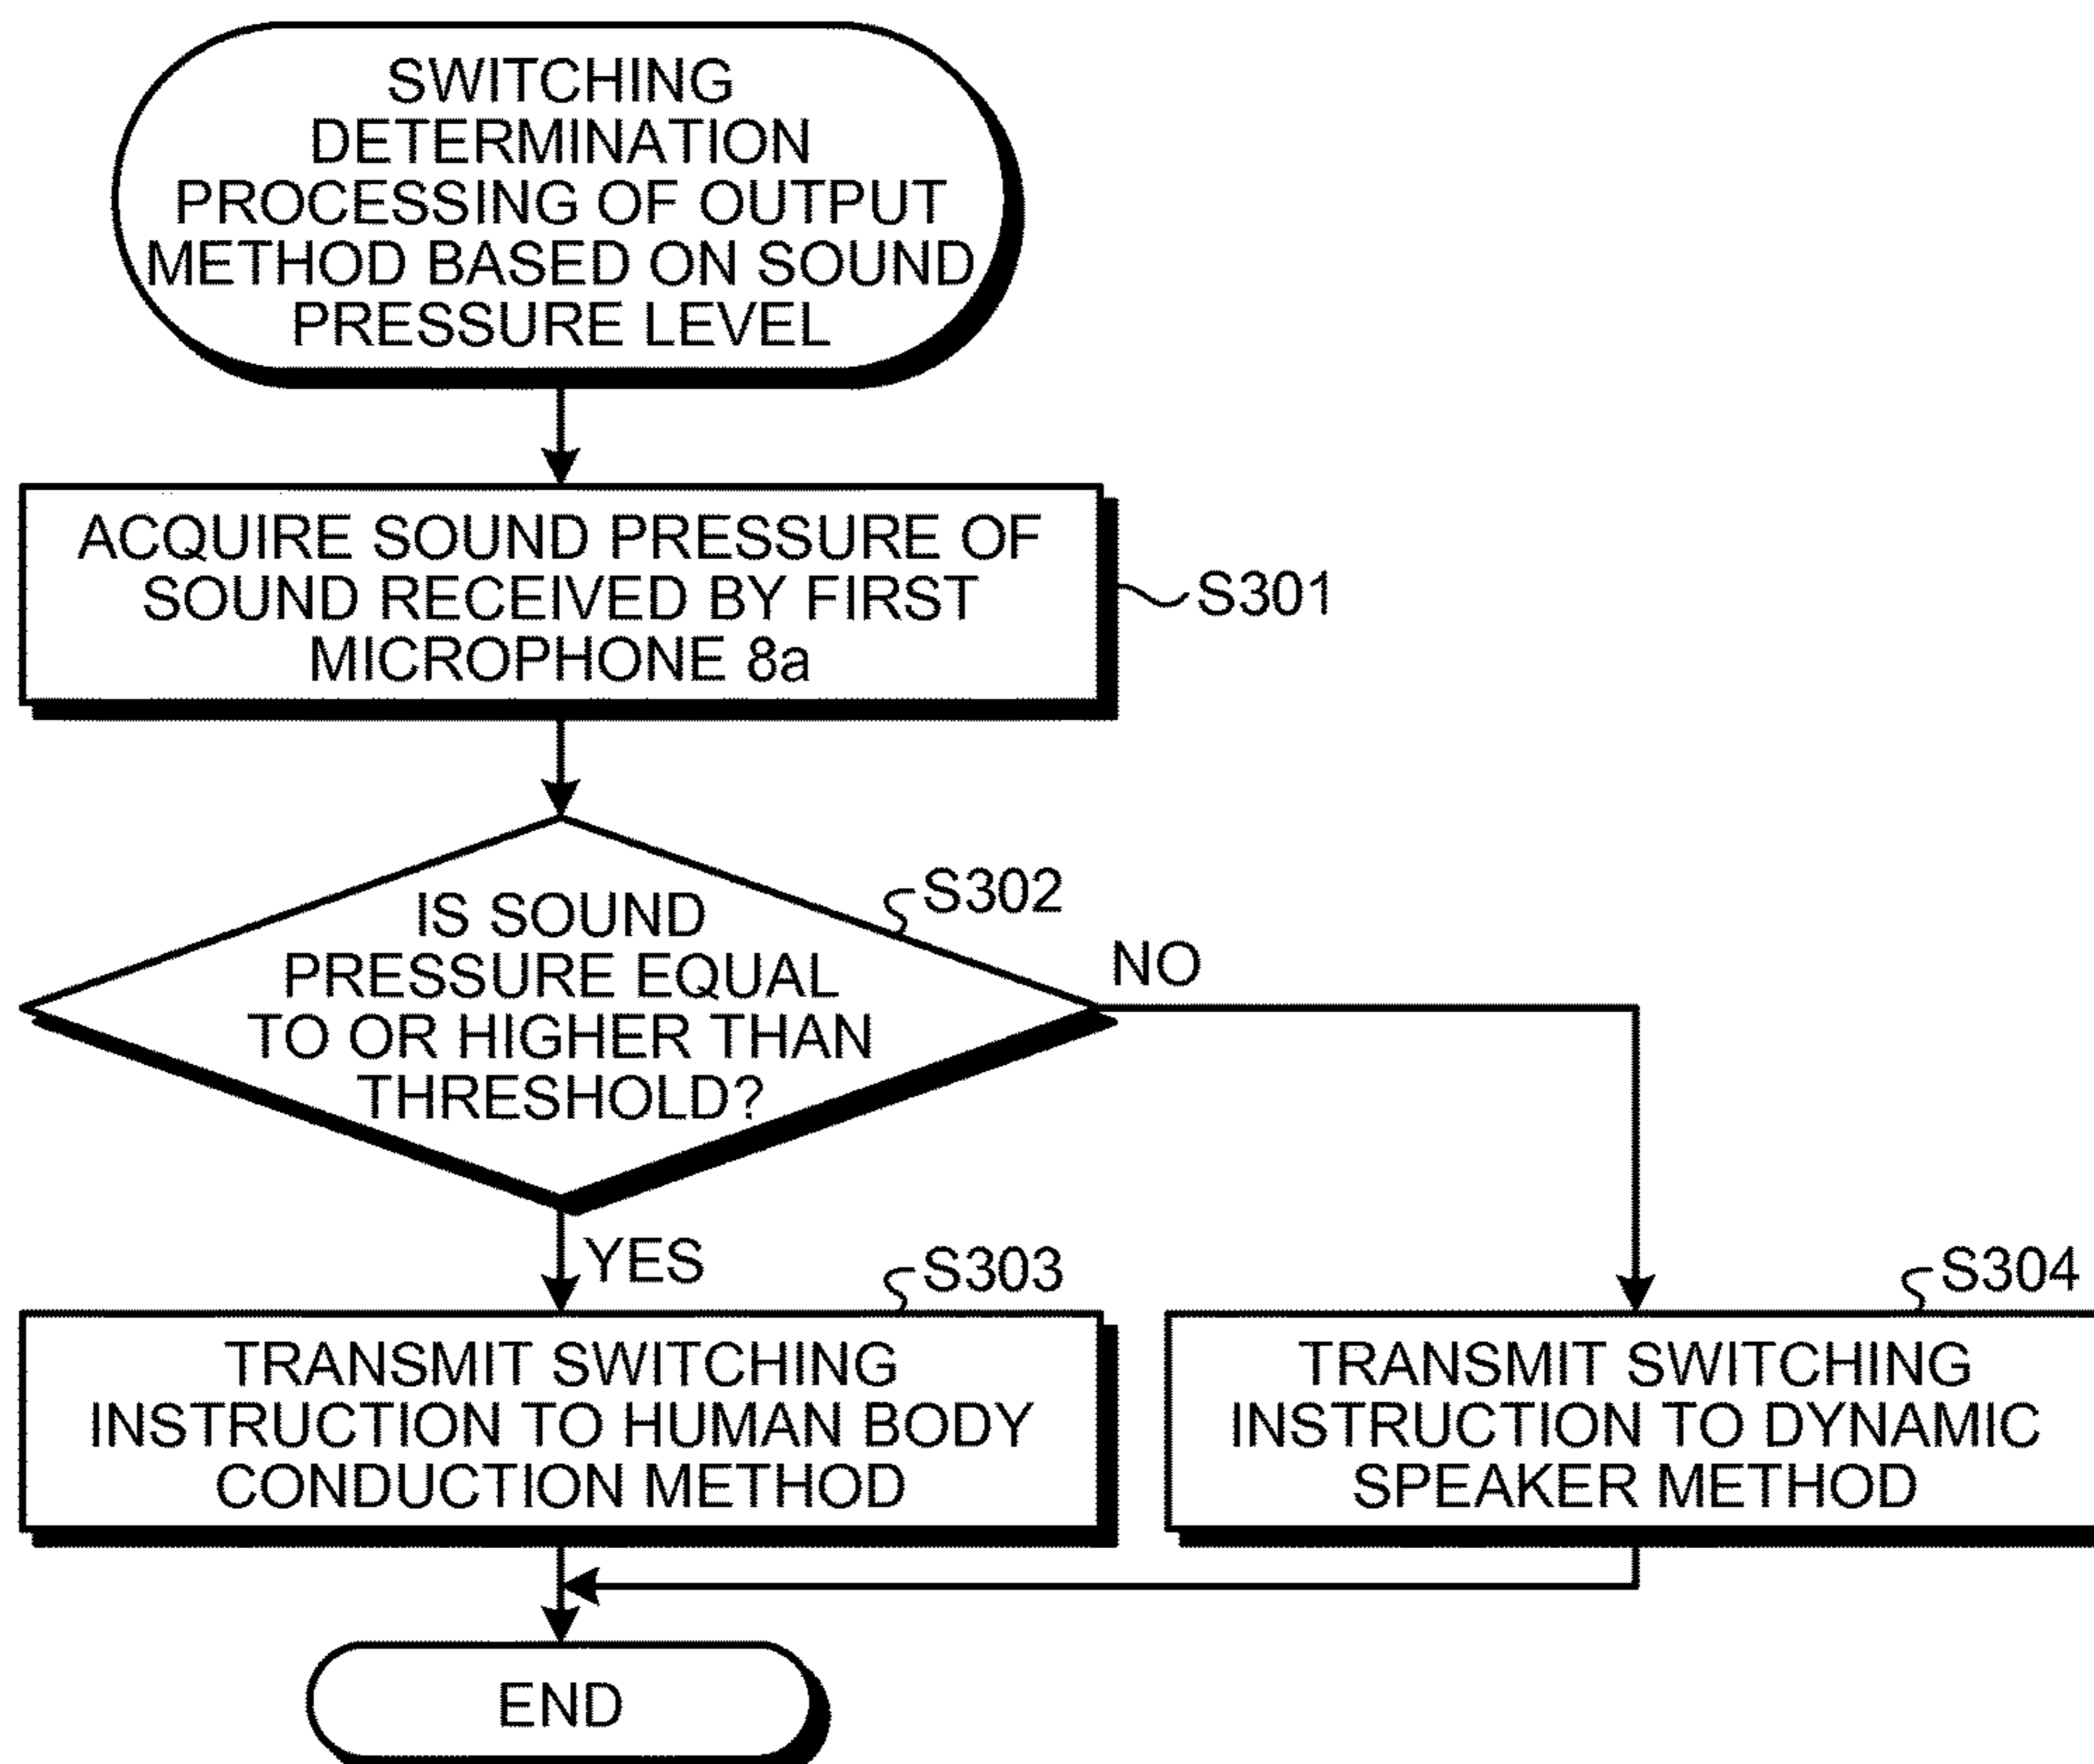 SWITCHING
DETERMINATION
PROCESSING OF OUTPUT
METHOD BASED ON SOUND
PRESSURE LEVEL
ACQUIRE SOUND PRESSURE OF
SOUND RECEIVED BY FIRST
MICROPHONE 8a
S301
S302
IS SOUND
PRESSURE EQUAL
TO OR HIGHER THAN
THRESHOLD?
NO
YES
S303
TRANSMIT SWITCHING
INSTRUCTION TO HUMAN BODY
CONDUCTION METHOD
S304
TRANSMIT SWITCHING
INSTRUCTION TO DYNAMIC
SPEAKER METHOD
END